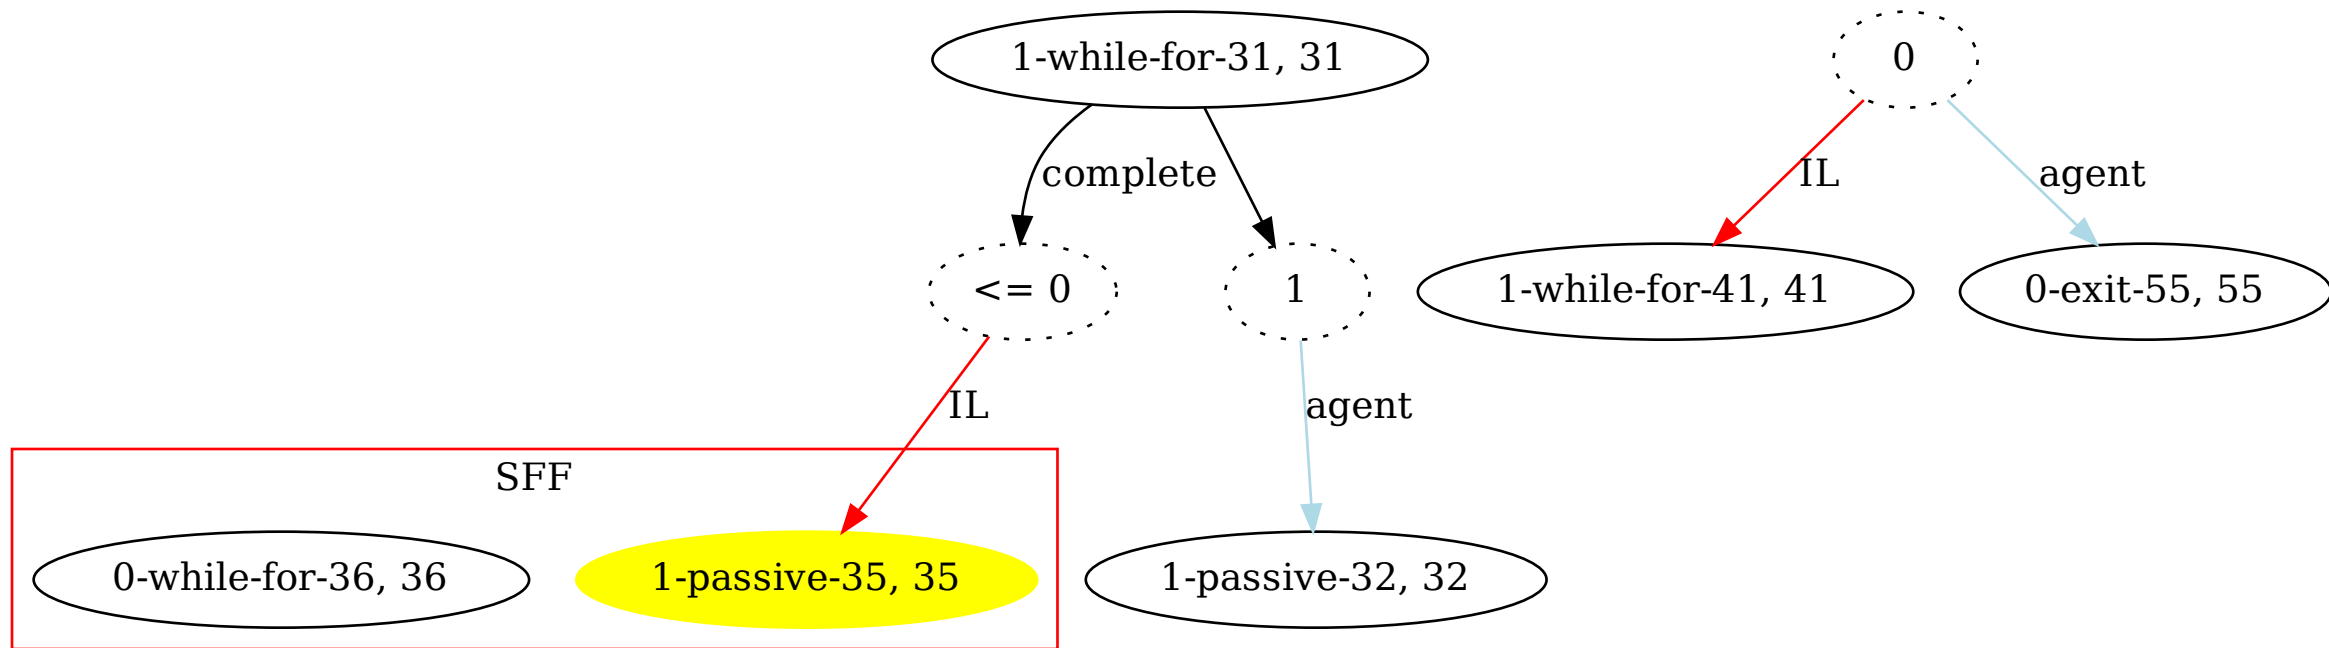 1-while-for-31, 31
0
complete
IL
agent
<= 0
1
1-while-for-41, 41
0-exit-55, 55
IL
agent
SFF
0-while-for-36, 36
1-passive-35, 35
1-passive-32, 32